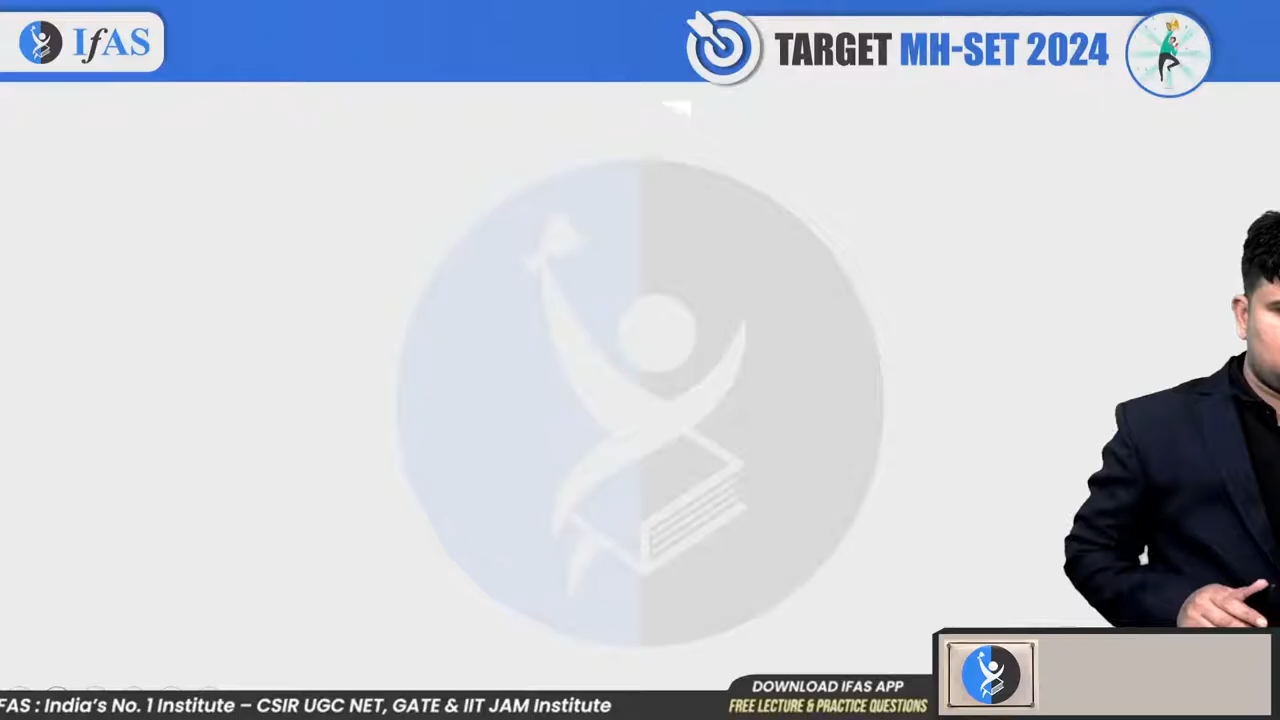 IfAS
TARGET MH-SET 2024
FAS : India's No. 1 Institute – CSIR UGC NET, GATE & IIT JAM Institute
DOWNLOAD IFAS APP
FREE LECTURE & PRACTICE QUESTIONS